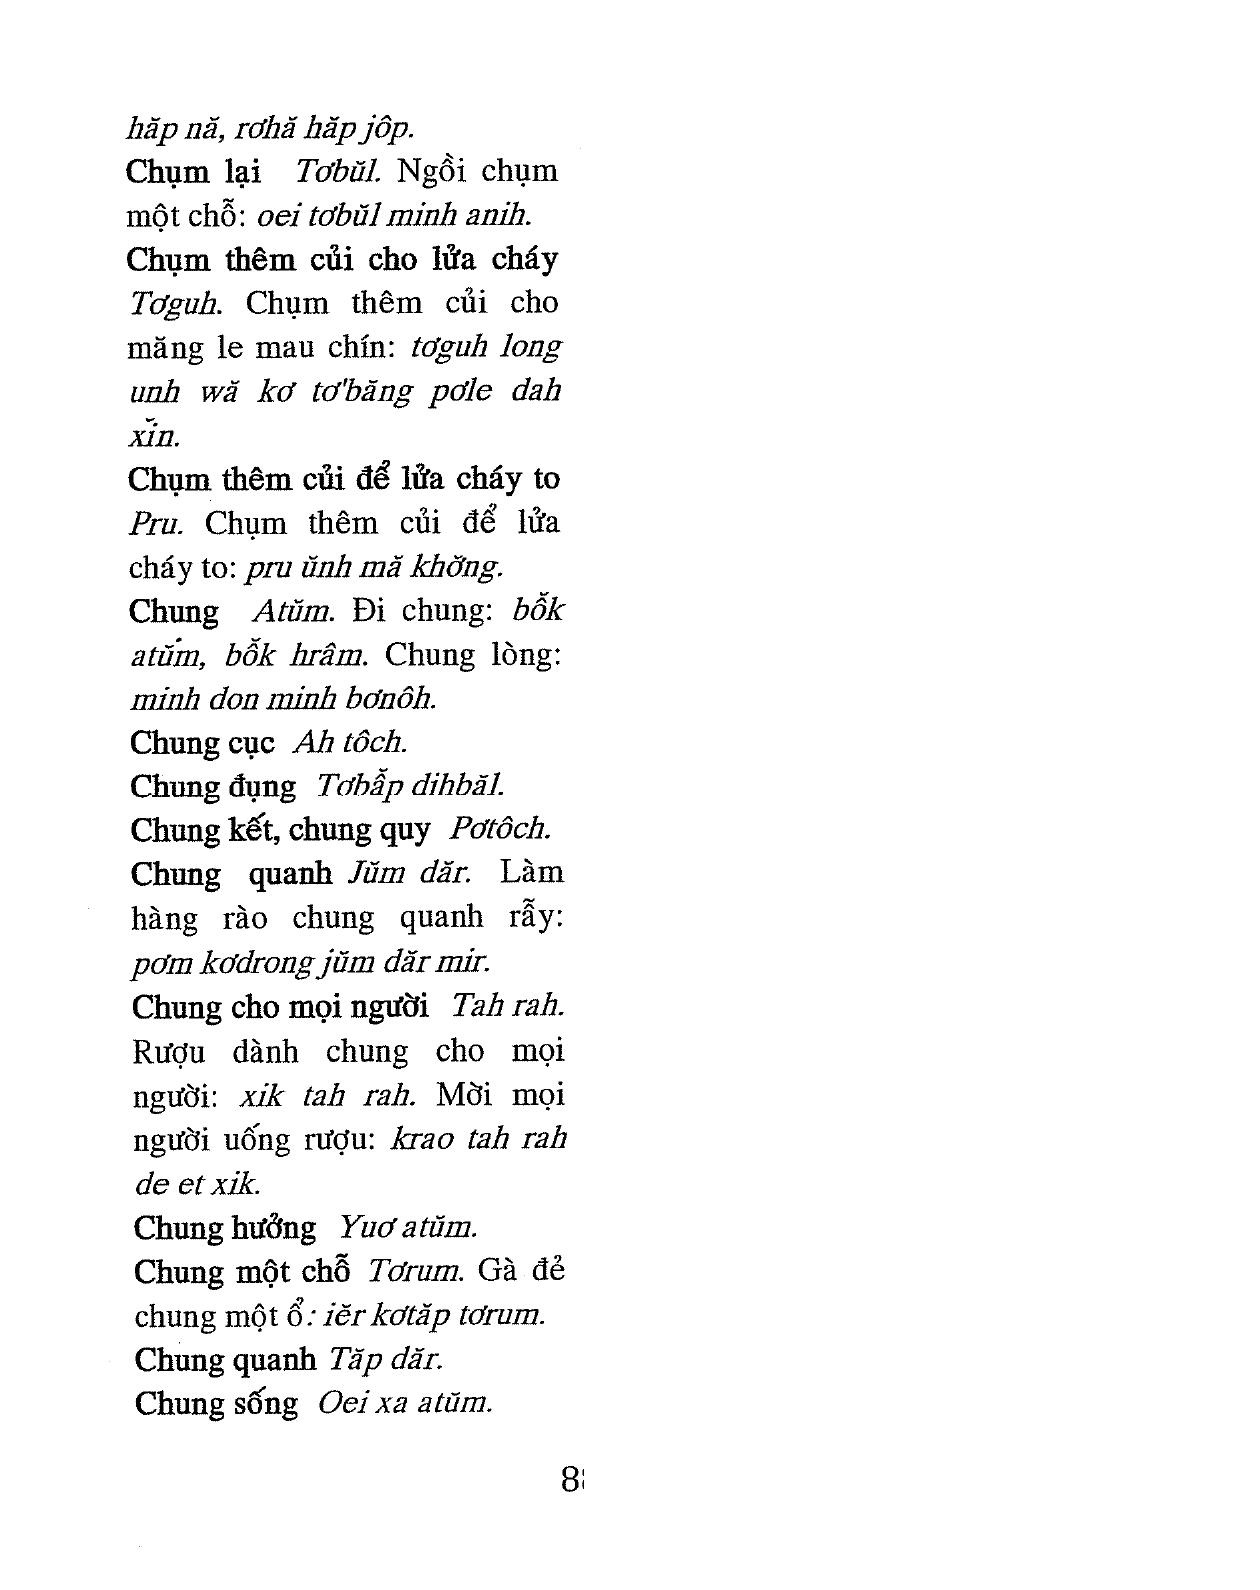 hăp nă, rơhă hăp jôp.
Chụm lại Tơbŭl. Ngồi chụm
một chỗ: oei tơbŭl minh anih.
Chụm thêm củi cho lửa cháy
Tơguh. Chụm thêm củi cho
măng le mau chín: tơguh long
unh wă kơ tơ'băng pơle dah
xĭn.
Chụm thêm củi để lửa cháy to
Pru. Chụm thêm củi để lửa
cháy to: pru ŭnh mă khơ̆ng.
Chung Atŭm. Đi chung: bô̆k
atŭm, bô̆k hrâm. Chung lòng:
minh don minh bơnôh.
Chung cục Ah tôch.
Chung đụng Tơbâ̆p dihbăl.
Chung kết, chung quy Pơtôch.
Chung quanh Jŭm dăr. Làm
hàng rào chung quanh rẫy:
pơm kơdrong jŭm dăr mir.
Chung cho mọi người Tah rah.
Rượu dành chung cho mọi
người: xik tah rah. Mời mọi
người uống rượu: krao tah rah
de et xik.
Chung hưởng Yuơ atŭm.
Chung một chỗ Tơrum. Gà đẻ
chung một ổ: iĕr kơtăp tơrum.
Chung quanh Tăp dăr.
Chung sống Oei xa atŭm.
8